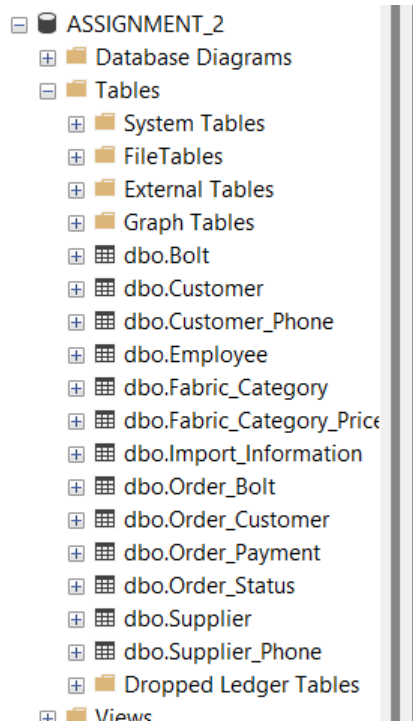 ASSIGNMENT_2
Database Diagrams
Tables
System Tables
FileTables
External Tables
Graph Tables
dbo.Bolt
dbo.Customer
dbo.Customer_Phone
dbo.Employee
dbo.Fabric_Category
dbo.Fabric_Category_Price
dbo.Import_Information
dbo.Order_Bolt
dbo.Order_Customer
dbo.Order_Payment
dbo.Order_Status
dbo.Supplier
dbo.Supplier_Phone
Dropped Ledger Tables
Views